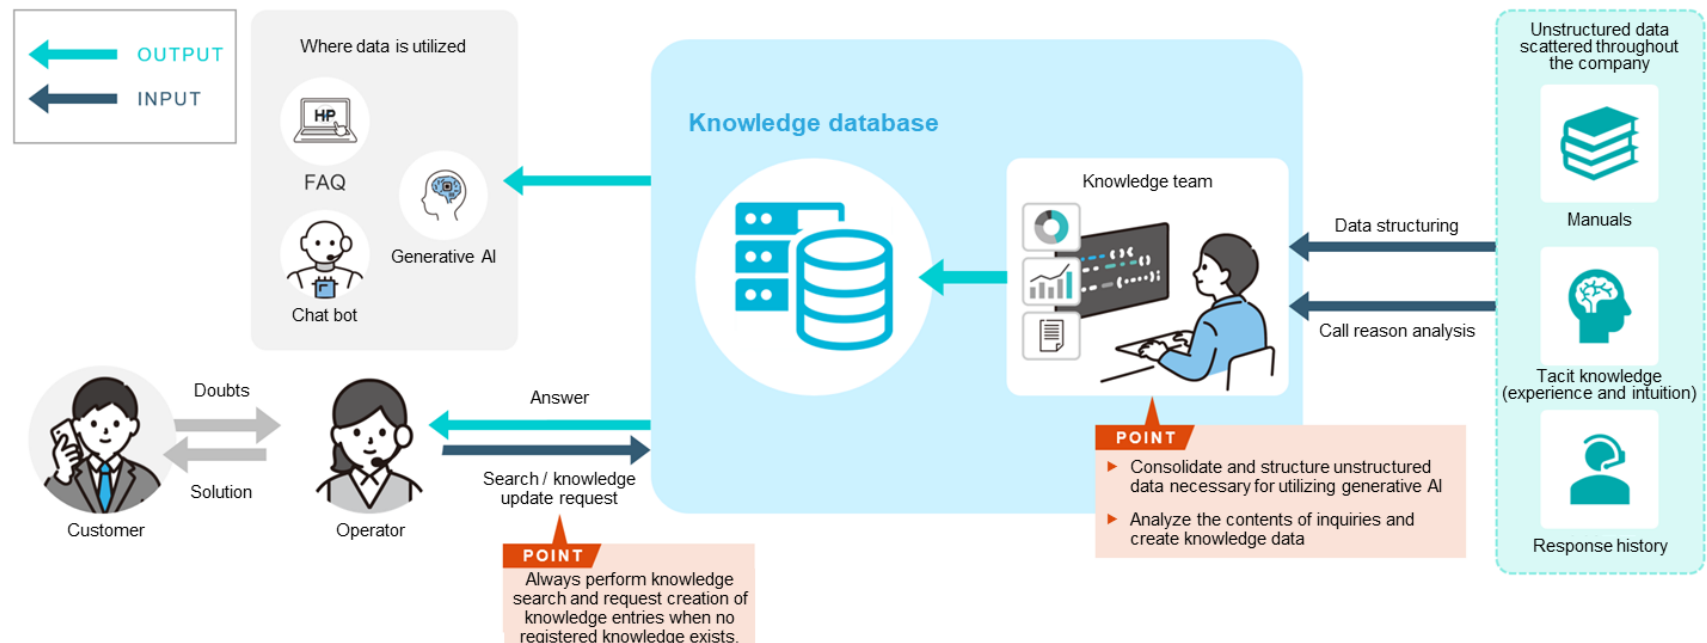 OUTPUT
INPUT
Where data is utilized
HP
FAQ
Generative AI
Chat bot
Knowledge database
Knowledge team
Data structuring
Call reason analysis
Unstructured data
scattered throughout
the company
Manuals
Tacit knowledge
(experience and intuition)
Response history
Doubts
Solution
Customer
Operator
Answer
Search / knowledge
update request
POINT
Always perform knowledge
search and request creation of
knowledge entries when no
registered knowledge exists.
POINT
Consolidate and structure unstructured
data necessary for utilizing generative AI
Analyze the contents of inquiries and
create knowledge data